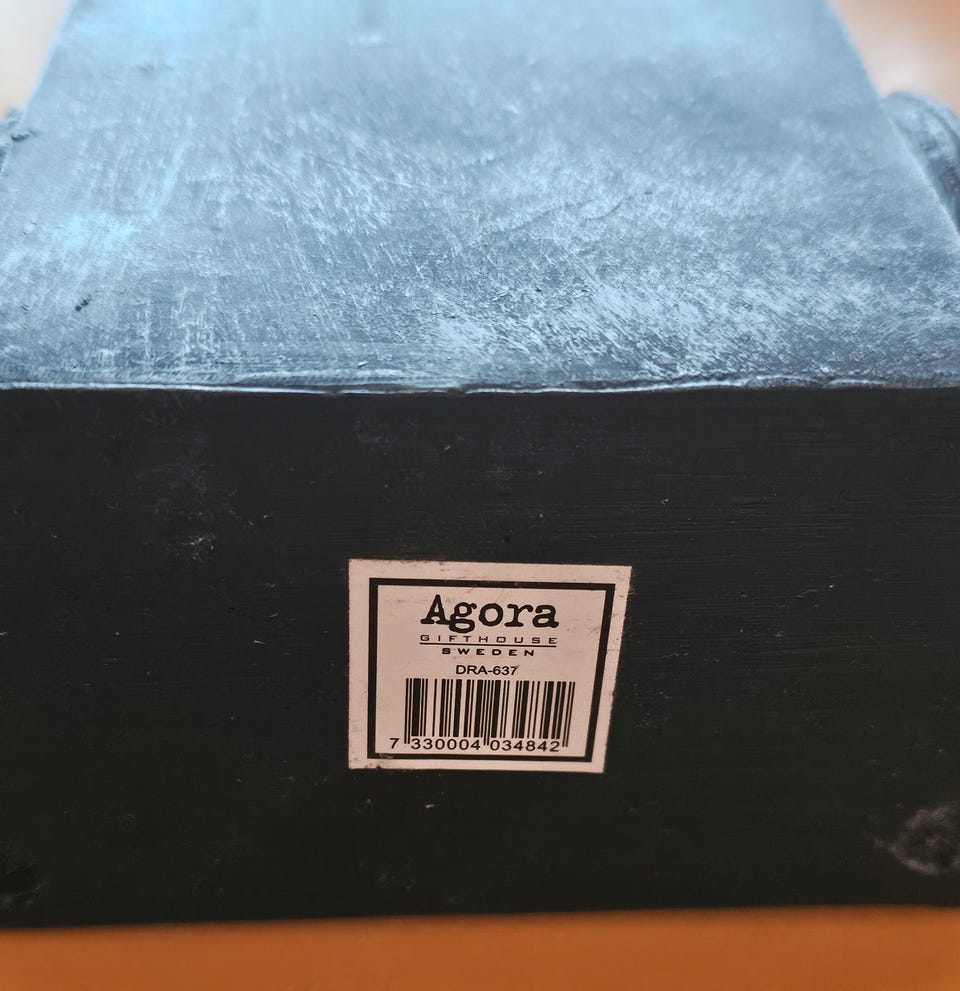 Agora
GIFTHOUSE
SWEDEN
DRA-637
7 330004 034842